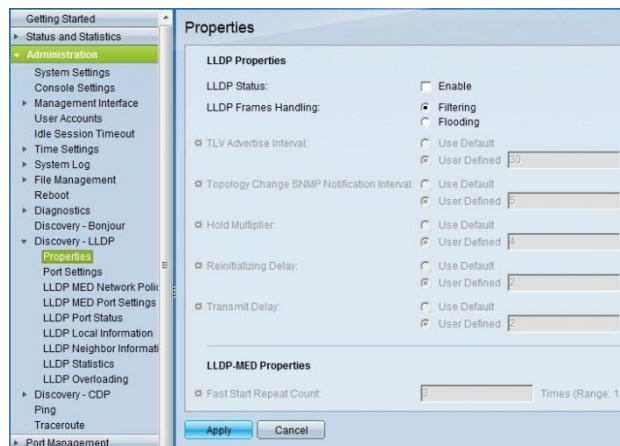 Getting Started
Status and Statistics
Administration
System Settings
Console Settings
Management Interface
User Accounts
Idle Session Timeout
Time Settings
System Log
File Management
Reboot
Diagnostics
Discovery - Bonjour
Discovery - LLDP
Properties
Port Settings
LLDP MED Network Polic
LLDP MED Port Settings
LLDP Port Status
LLDP Local Information
LLDP Neighbor Informati
LLDP Statistics
LLDP Overloading
Discovery - CDP
Ping
Traceroute
Port Management
Properties
LLDP Properties
LLDP Status: Enable
LLDP Frames Handling: Filtering
Flooding
TLV Advertise Interval: Use Default
User Defined 30
Topology Change SNMP Notification Interval: Use Default
User Defined 5
Hold Multiplier: Use Default
User Defined 4
Reinitializing Delay: Use Default
User Defined 2
Transmit Delay: Use Default
User Defined 2
LLDP-MED Properties
Fast Start Repeat Count: 3 Times (Range: 1
Apply Cancel